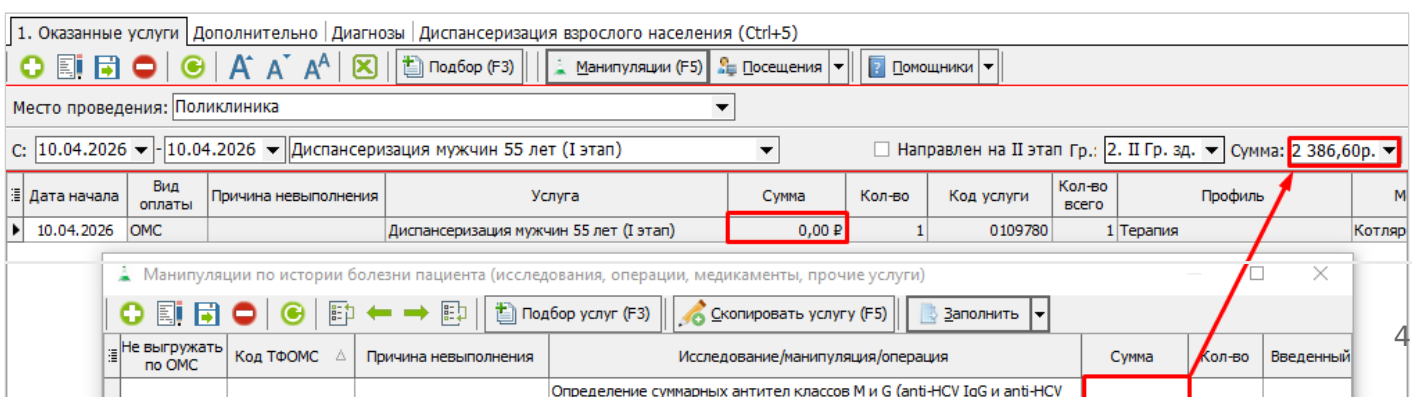 1. Оказанные услуги Дополнительно Диагнозы Диспансеризация взрослого населения (Ctrl+5)
Подбор (F3) Манипуляции (F5) Посещения Помощники
Место проведения: Поликлиника
С: 10.04.2026 - 10.04.2026 Диспансеризация мужчин 55 лет (I этап) Направлен на II этап Гр.: 2. II Гр. зд. Сумма: 2 386,60р.
Дата начала Вид оплаты Причина невыполнения Услуга Сумма Кол-во Код услуги Кол-во всего Профиль М
10.04.2026 ОМС Диспансеризация мужчин 55 лет (I этап) 0,00 ₽ 1 0109780 1 Терапия Котляр
Манипуляции по истории болезни пациента (исследования, операции, медикаменты, прочие услуги)
Подбор услуг (F3) Скопировать услугу (F5) Заполнить
4
Не выгружать по ОМС Код ТФОМС Причина невыполнения Исследование/манипуляция/операция Сумма Кол-во Введенный
Определение суммарных антител классов M и G (anti-HCV IgG и anti-HCV